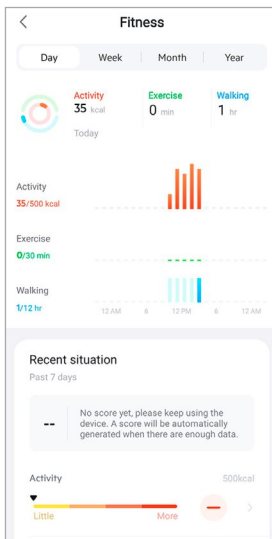 Fitness
Day Week Month Year
Activity Exercise Walking
35 kcal 0 min 1 hr
Today
Activity
35/500 kcal
Exercise
0/30 min
Walking
1/12 hr
12 AM 6 12 PM 6 12 AM
Recent situation
Past 7 days
-- No score yet, please keep using the
device. A score will be automatically
generated when there are enough data.
Activity 500kcal
Little More